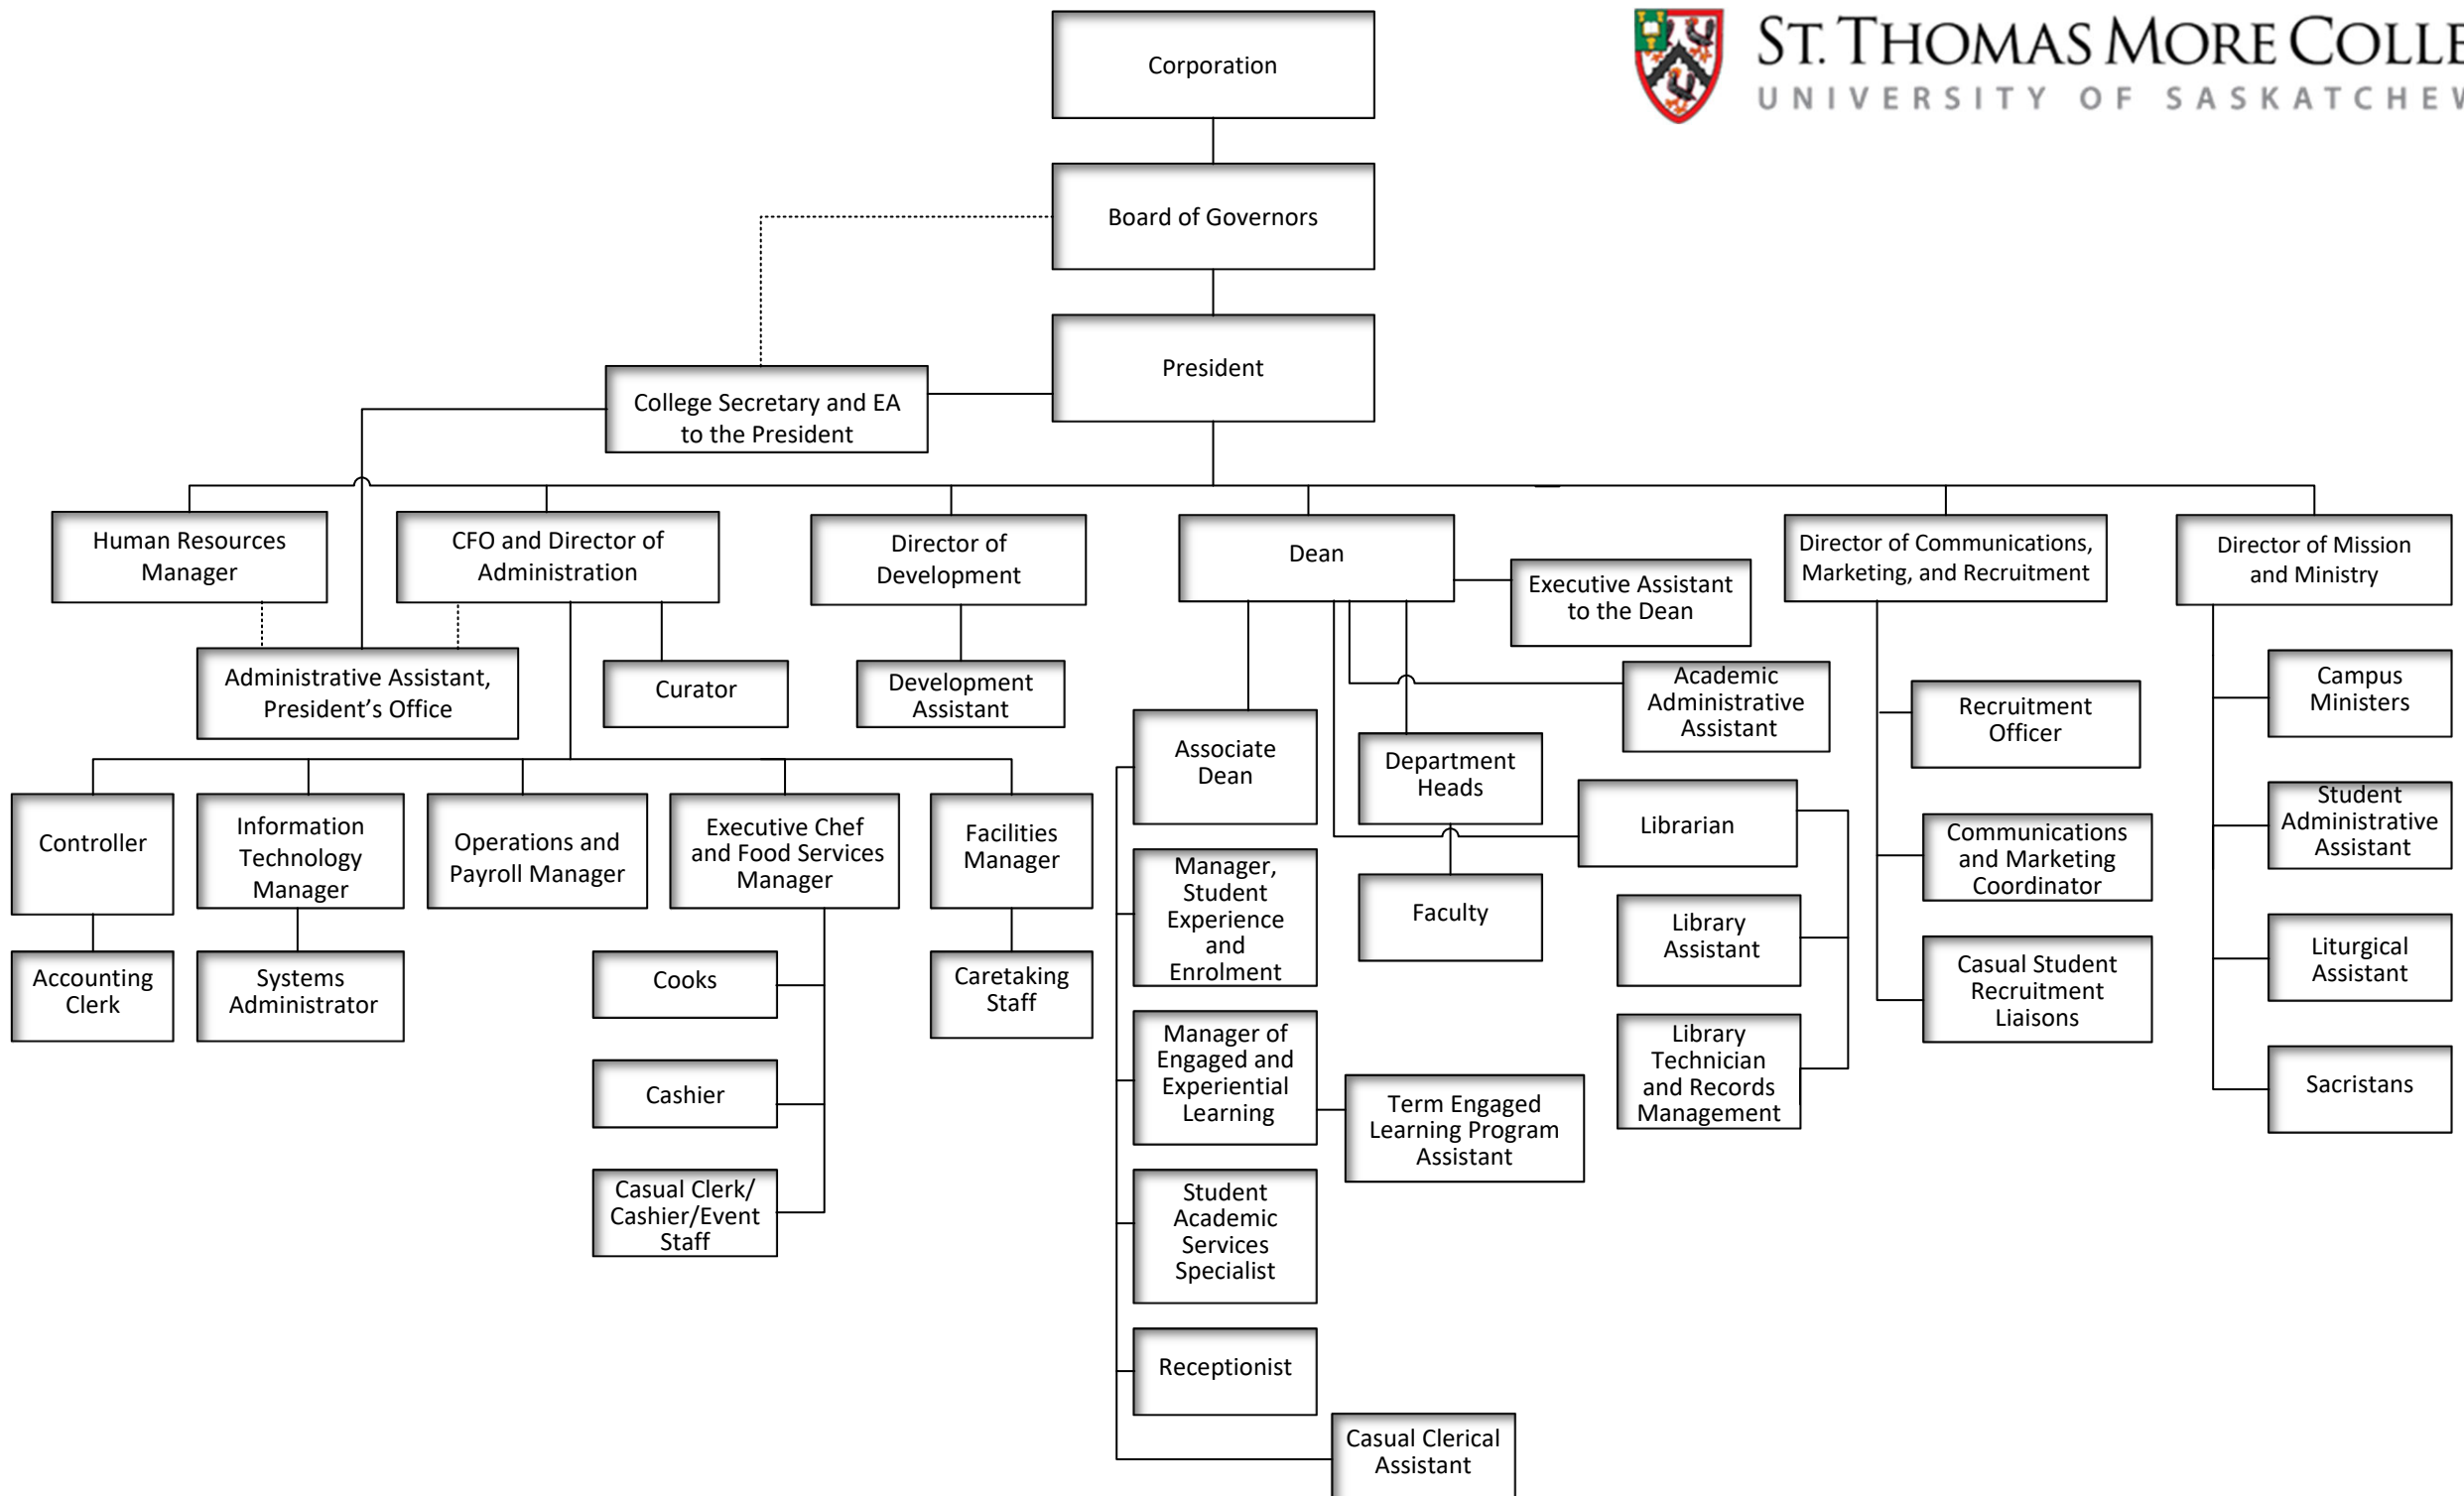 ST. THOMAS MORE COLLE
UNIVERSITY OF SASKATCHEW
Corporation
Board of Governors
President
College Secretary and EA
to the President
Human Resources
Manager
CFO and Director of
Administration
Director of
Development
Dean
Executive Assistant
to the Dean
Director of Communications,
Marketing, and Recruitment
Director of Mission
and Ministry
Administrative Assistant,
President’s Office
Curator
Development
Assistant
Academic
Administrative
Assistant
Campus
Ministers
Recruitment
Officer
Associate
Dean
Department
Heads
Librarian
Student
Administrative
Assistant
Controller
Information
Technology
Manager
Operations and
Payroll Manager
Executive Chef
and Food Services
Manager
Facilities
Manager
Communications
and Marketing
Coordinator
Manager,
Student
Experience
and
Enrolment
Faculty
Library
Assistant
Liturgical
Assistant
Accounting
Clerk
Systems
Administrator
Cooks
Caretaking
Staff
Casual Student
Recruitment
Liaisons
Manager of
Engaged and
Experiential
Learning
Library
Technician
and Records
Management
Sacristans
Cashier
Term Engaged
Learning Program
Assistant
Casual Clerk/
Cashier/Event
Staff
Student
Academic
Services
Specialist
Receptionist
Casual Clerical
Assistant